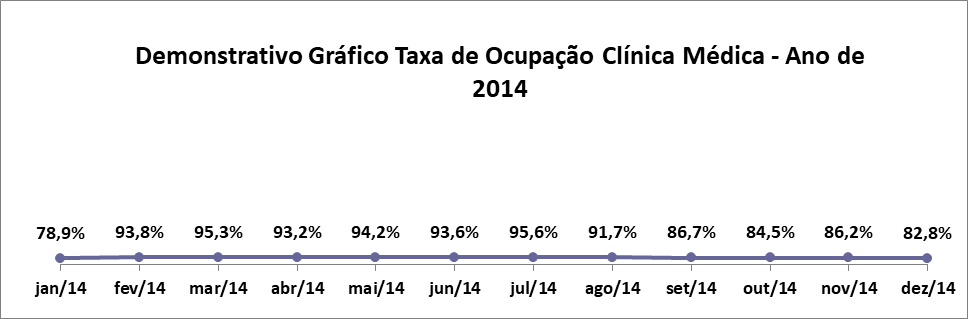 Demonstrativo Gráfico Taxa de Ocupação Clínica Médica - Ano de
2014
78,9% 93,8% 95,3% 93,2% 94,2% 93,6% 95,6% 91,7% 86,7% 84,5% 86,2% 82,8%
jan/14 fev/14 mar/14 abr/14 mai/14 jun/14 jul/14 ago/14 set/14 out/14 nov/14 dez/14